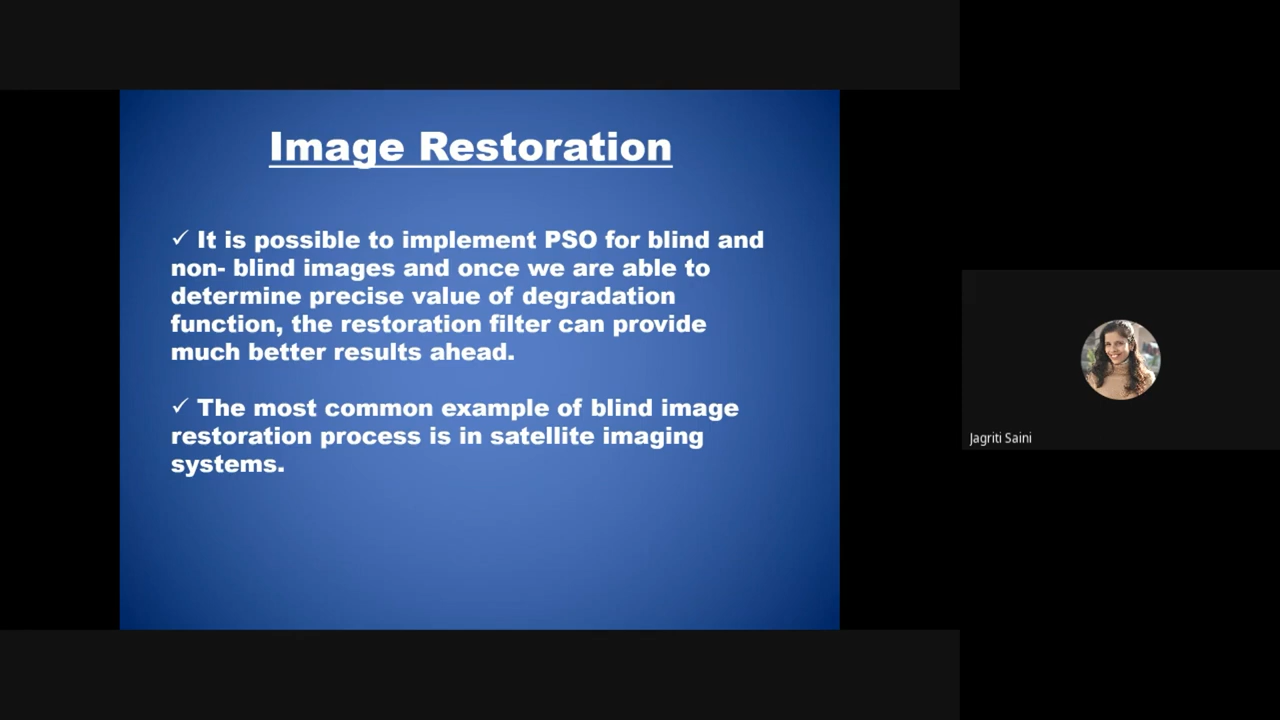 Image Restoration
✓ It is possible to implement PSO for blind and
non- blind images and once we are able to
determine precise value of degradation
function, the restoration filter can provide
much better results ahead.
✓ The most common example of blind image
restoration process is in satellite imaging
systems.
Jagriti Saini